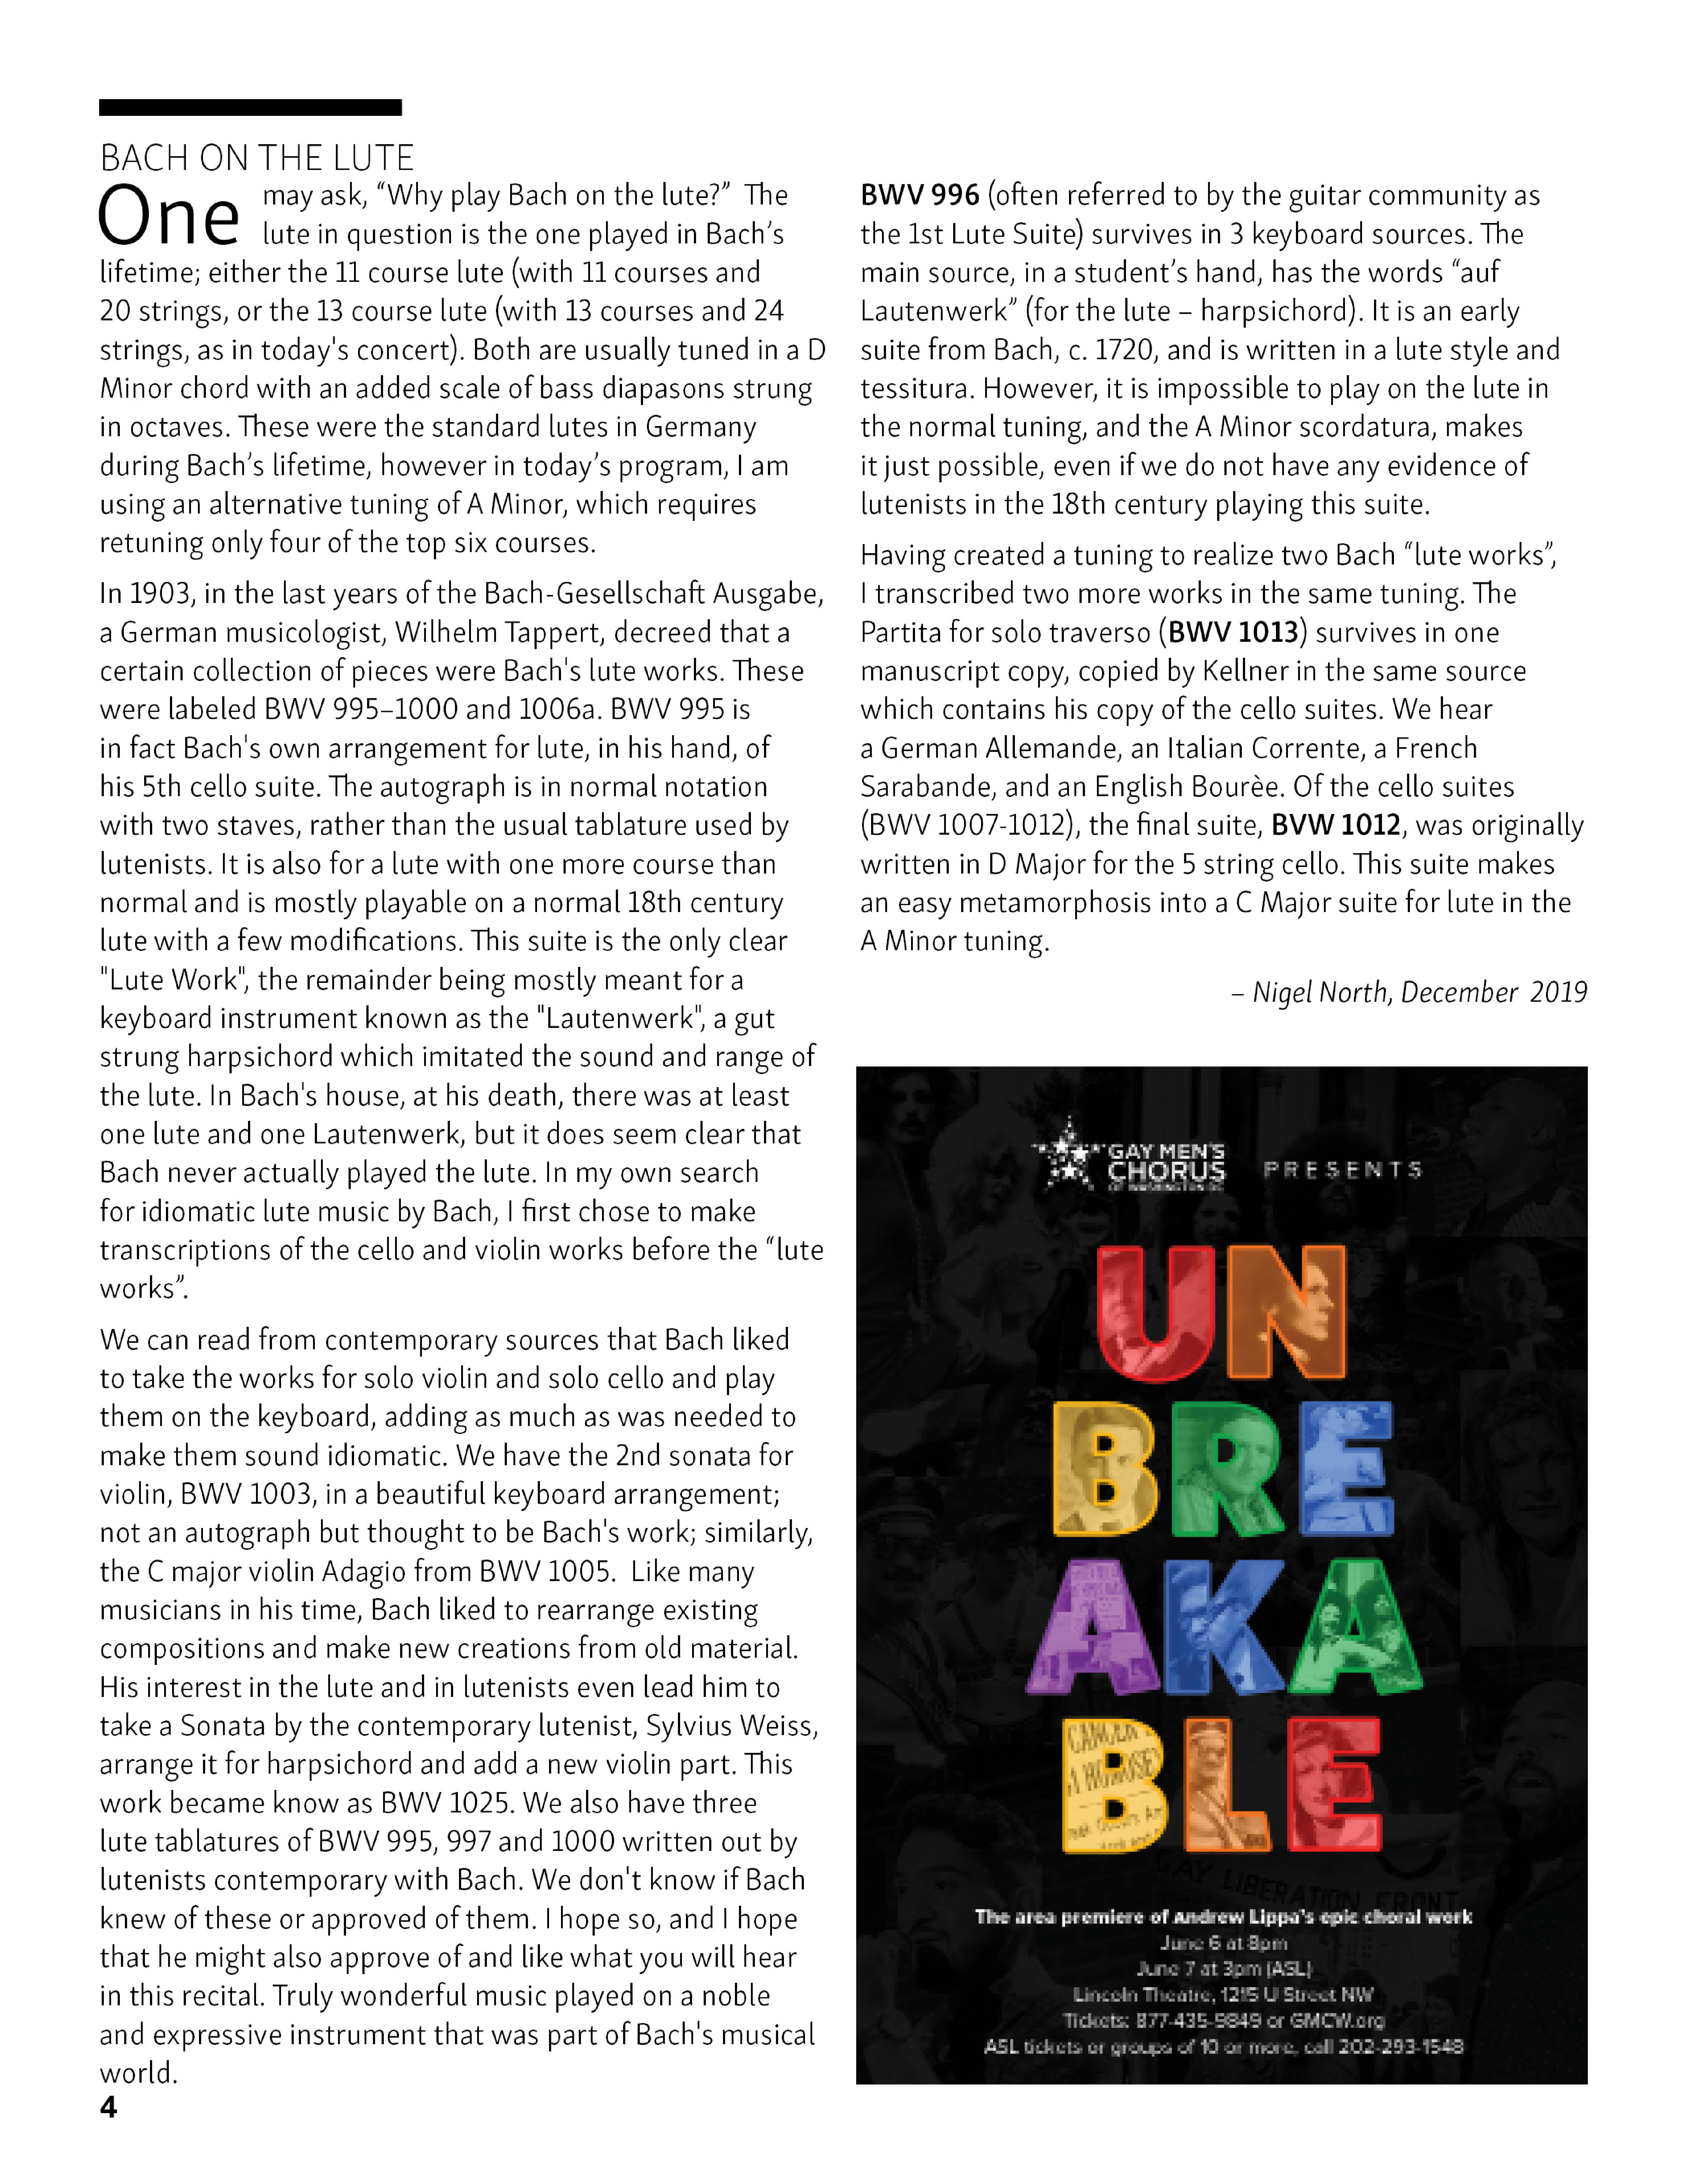 BACH ON THE LUTE
One may ask, “Why play Bach on the lute?” The
lute in question is the one played in Bach’s
lifetime; either the 11 course lute (with 11 courses and
20 strings, or the 13 course lute (with 13 courses and 24
strings, as in today's concert). Both are usually tuned in a D
Minor chord with an added scale of bass diapasons strung
in octaves. These were the standard lutes in Germany
during Bach’s lifetime, however in today’s program, I am
using an alternative tuning of A Minor, which requires
retuning only four of the top six courses.
In 1903, in the last years of the Bach-Gesellschaft Ausgabe,
a German musicologist, Wilhelm Tappert, decreed that a
certain collection of pieces were Bach's lute works. These
were labeled BWV 995–1000 and 1006a. BWV 995 is
in fact Bach's own arrangement for lute, in his hand, of
his 5th cello suite. The autograph is in normal notation
with two staves, rather than the usual tablature used by
lutenists. It is also for a lute with one more course than
normal and is mostly playable on a normal 18th century
lute with a few modifications. This suite is the only clear
"Lute Work", the remainder being mostly meant for a
keyboard instrument known as the "Lautenwerk", a gut
strung harpsichord which imitated the sound and range of
the lute. In Bach's house, at his death, there was at least
one lute and one Lautenwerk, but it does seem clear that
Bach never actually played the lute. In my own search
for idiomatic lute music by Bach, I first chose to make
transcriptions of the cello and violin works before the “lute
works”.
We can read from contemporary sources that Bach liked
to take the works for solo violin and solo cello and play
them on the keyboard, adding as much as was needed to
make them sound idiomatic. We have the 2nd sonata for
violin, BWV 1003, in a beautiful keyboard arrangement;
not an autograph but thought to be Bach's work; similarly,
the C major violin Adagio from BWV 1005. Like many
musicians in his time, Bach liked to rearrange existing
compositions and make new creations from old material.
His interest in the lute and in lutenists even lead him to
take a Sonata by the contemporary lutenist, Sylvius Weiss,
arrange it for harpsichord and add a new violin part. This
work became know as BWV 1025. We also have three
lute tablatures of BWV 995, 997 and 1000 written out by
lutenists contemporary with Bach. We don't know if Bach
knew of these or approved of them. I hope so, and I hope
that he might also approve of and like what you will hear
in this recital. Truly wonderful music played on a noble
and expressive instrument that was part of Bach's musical
world.
4
BWV 996 (often referred to by the guitar community as
the 1st Lute Suite) survives in 3 keyboard sources. The
main source, in a student’s hand, has the words “auf
Lautenwerk” (for the lute – harpsichord). It is an early
suite from Bach, c. 1720, and is written in a lute style and
tessitura. However, it is impossible to play on the lute in
the normal tuning, and the A Minor scordatura, makes
it just possible, even if we do not have any evidence of
lutenists in the 18th century playing this suite.
Having created a tuning to realize two Bach “lute works”,
I transcribed two more works in the same tuning. The
Partita for solo traverso (BWV 1013) survives in one
manuscript copy, copied by Kellner in the same source
which contains his copy of the cello suites. We hear
a German Allemande, an Italian Corrente, a French
Sarabande, and an English Bourèe. Of the cello suites
(BWV 1007-1012), the final suite, BVW 1012, was originally
written in D Major for the 5 string cello. This suite makes
an easy metamorphosis into a C Major suite for lute in the
A Minor tuning.
– Nigel North, December 2019
GAY MEN'S
CHORUS
PRESENTS
UN
BRE
AKA
BLE
GAY LIBERATION FRONT
The area premiere of Andrew Lippa's epic choral work
June 6 at 8pm
June 7 at 3pm (ASL)
Lincoln Theatre, 1215 U Street NW
Tickets: 877-435-9849 or GMCW.org
ASL tickets or groups of 10 or more, call 202-293-1548